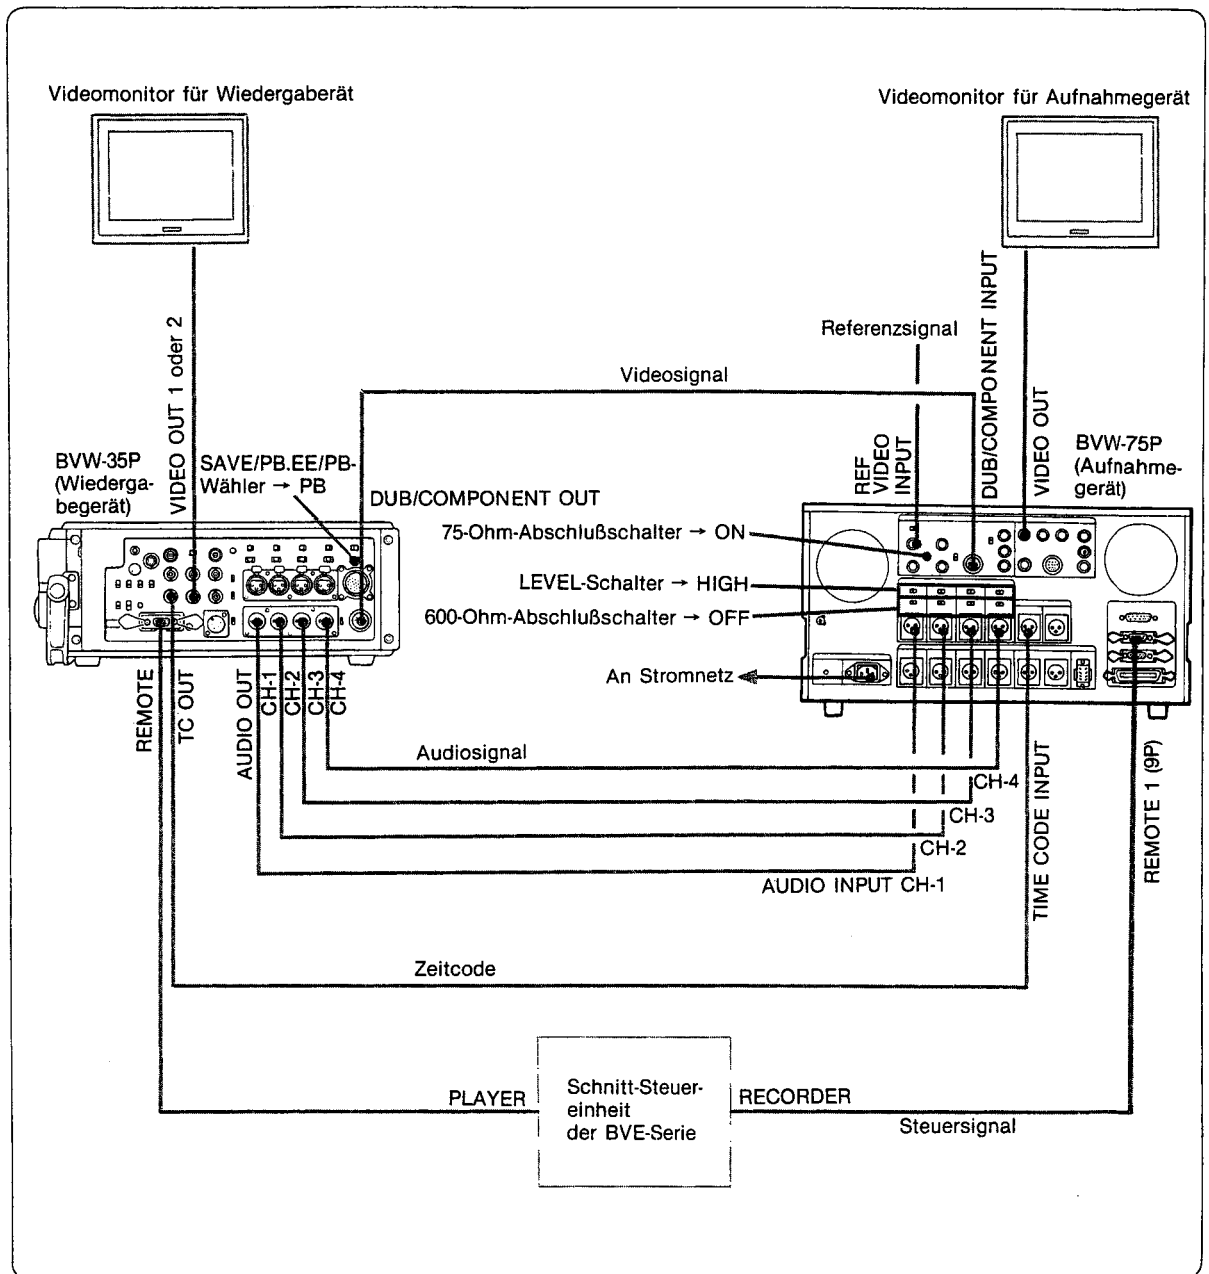 Videomonitor für Wiedergaberät
Videomonitor für Aufnahmegerät
VIDEO OUT 1 oder 2
Referenzsignal
DUB/COMPONENT INPUT
VIDEO OUT
Videosignal
BVW-35P
(Wiederga-
begerät)
SAVE/PB.EE/PB-
Wähler → PB
REF
VIDEO
INPUT
BVW-75P
(Aufnahme-
gerät)
DUB/COMPONENT OUT
75-Ohm-Abschlußschalter → ON
LEVEL-Schalter → HIGH
600-Ohm-Abschlußschalter → OFF
An Stromnetz
REMOTE
TC OUT
AUDIO OUT
CH-1
CH-2
CH-3
CH-4
Audiosignal
CH-4
CH-3
CH-2
AUDIO INPUT CH-1
TIME CODE INPUT
REMOTE 1 (9P)
Zeitcode
PLAYER
Schnitt-Steuer-
einheit
der BVE-Serie
RECORDER
Steuersignal